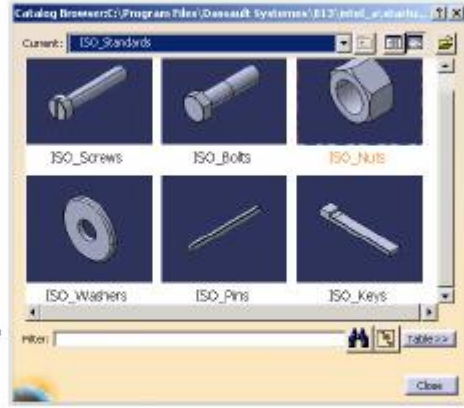 Catalog Browser:C:\Program Files\Dassault Systemes\B13\intel_a\startu...
Current: ISO_Standards
ISO_Screws ISO_Bolts ISO_Nuts
ISO_Washers ISO_Pins ISO_Keys
Filter: Table>>
Close